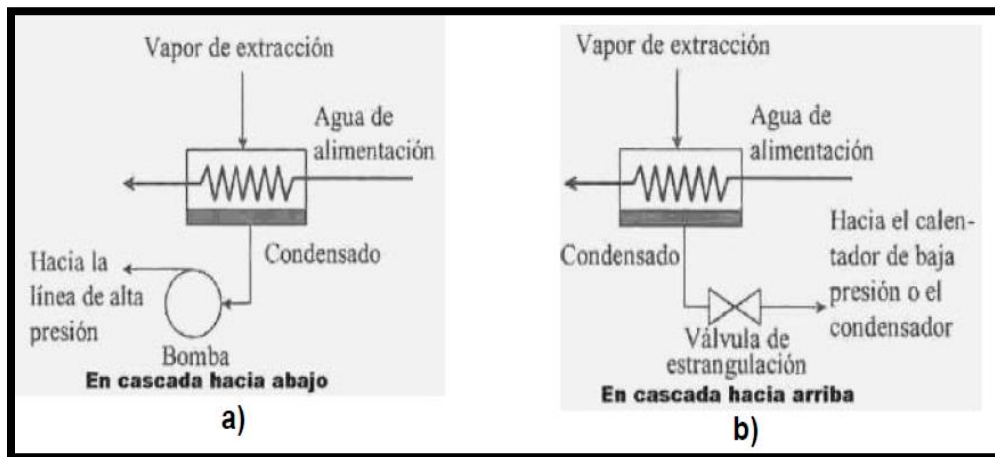 Vapor de extracción
Agua de
alimentación
Condensado
Hacia la
línea de alta
presión
Bomba
En cascada hacia abajo
a)
Vapor de extracción
Agua de
alimentación
Condensado
Hacia el calen-
tador de baja
presión o el
condensador
Válvula de
estrangulación
En cascada hacia arriba
b)